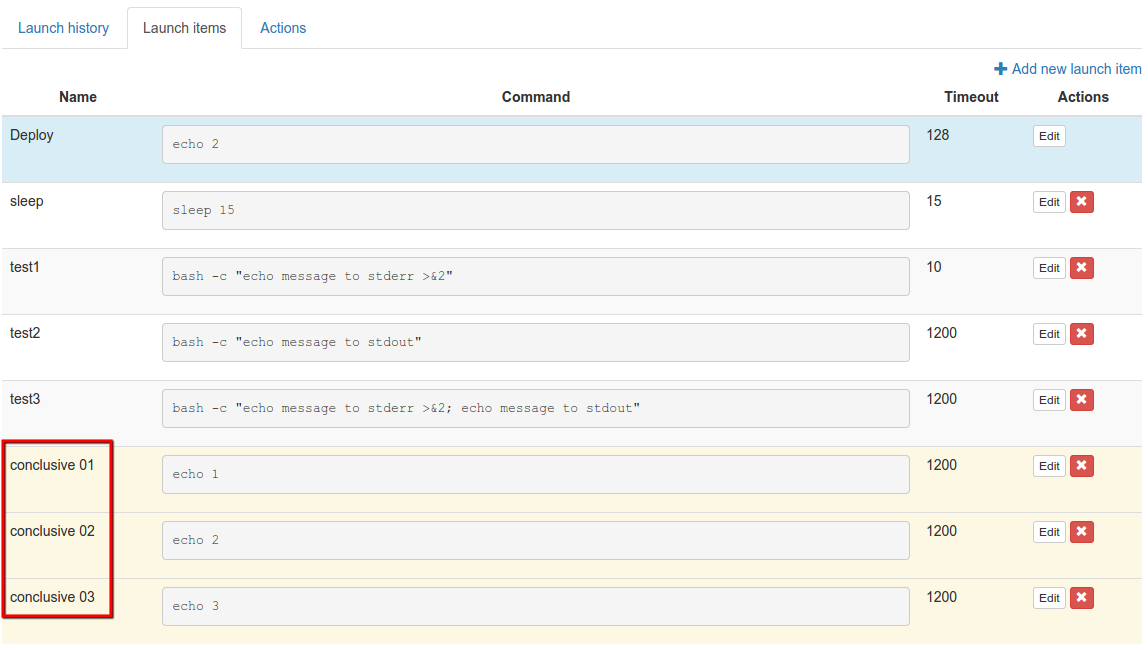 Launch history Launch items Actions
Add new launch item
Name Command Timeout Actions
Deploy echo 2 128 Edit
sleep sleep 15 15 Edit
test1 bash -c "echo message to stderr >&2" 10 Edit
test2 bash -c "echo message to stdout" 1200 Edit
test3 bash -c "echo message to stderr >&2; echo message to stdout" 1200 Edit
conclusive 01 echo 1 1200 Edit
conclusive 02 echo 2 1200 Edit
conclusive 03 echo 3 1200 Edit